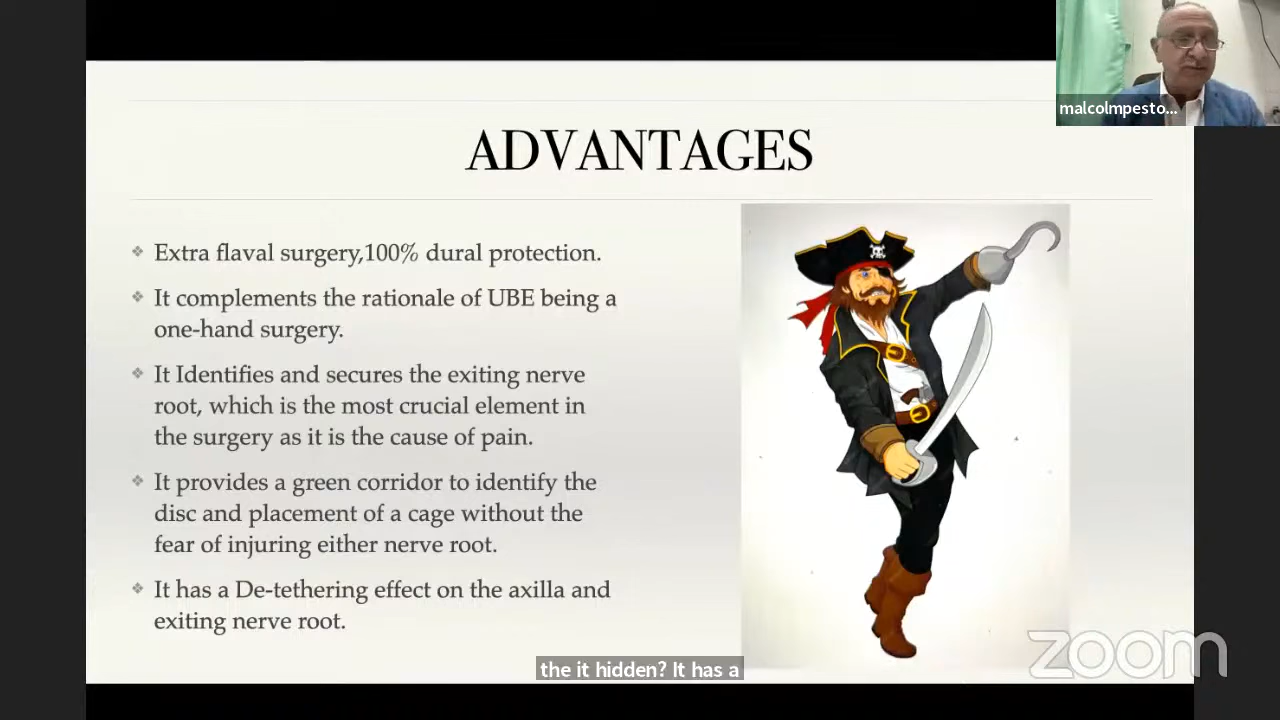 malcolmpesto...
ADVANTAGES
Extra flaval surgery,100% dural protection.
It complements the rationale of UBE being a
one-hand surgery.
It Identifies and secures the exiting nerve
root, which is the most crucial element in
the surgery as it is the cause of pain.
It provides a green corridor to identify the
disc and placement of a cage without the
fear of injuring either nerve root.
It has a De-tethering effect on the axilla and
exiting nerve root.
zoom
the it hidden? It has a